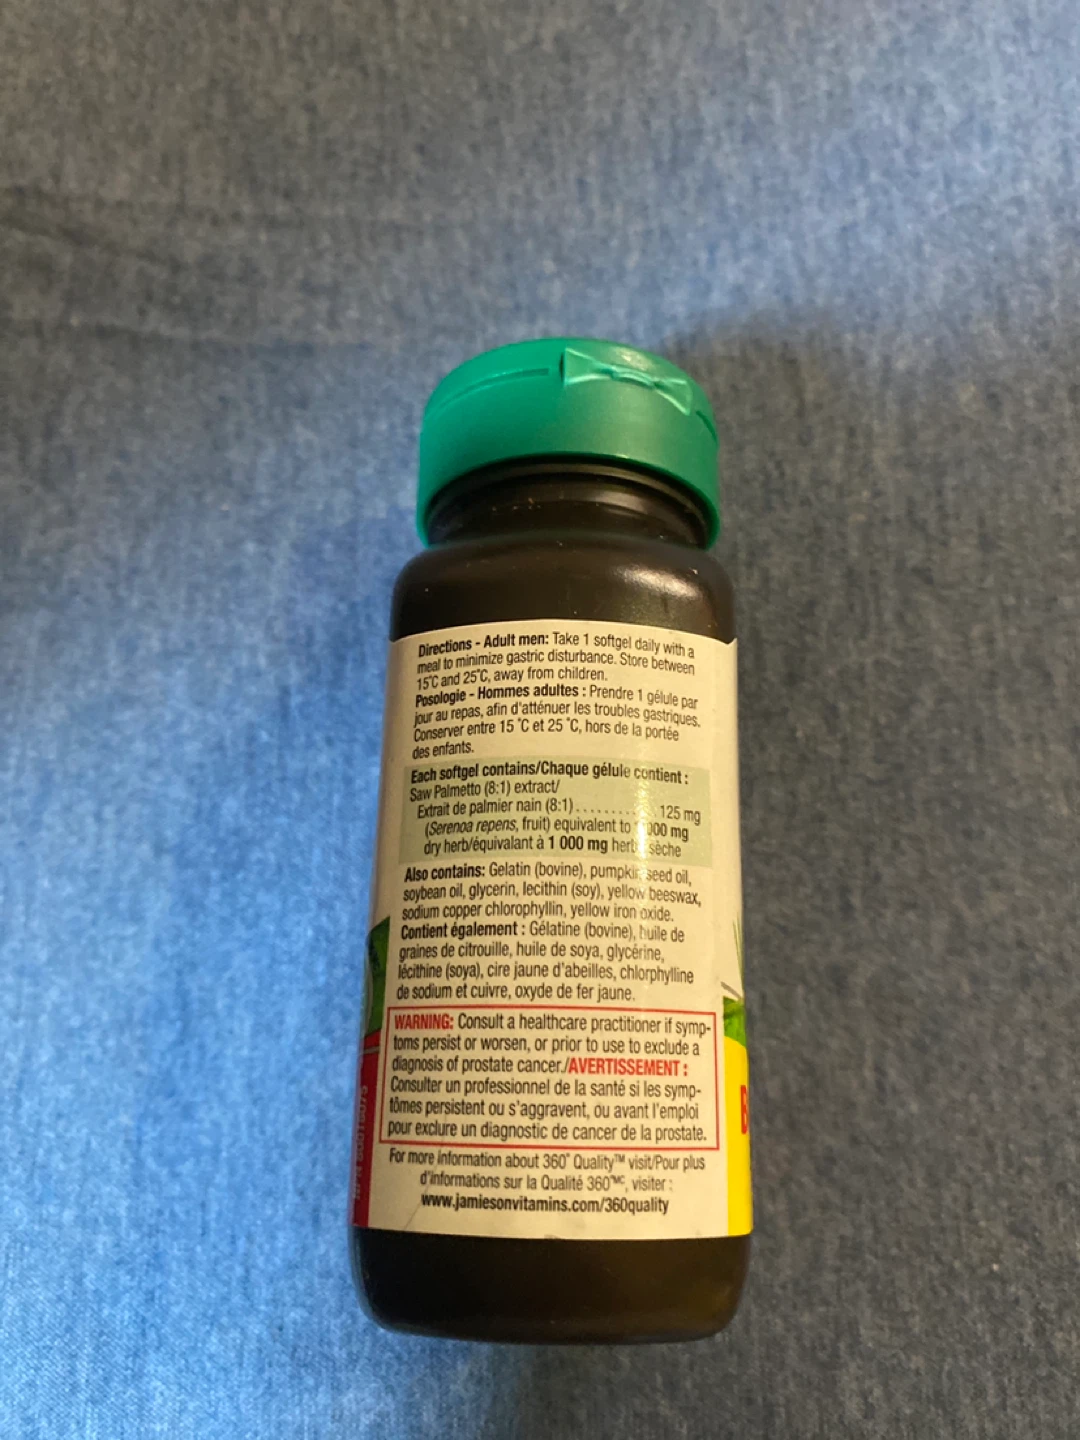 Directions - Adult men: Take 1 softgel daily with a
meal to minimize gastric disturbance. Store between
15°C and 25°C, away from children.
Posologie - Hommes adultes : Prendre 1 gélule par
jour au repas, afin d'atténuer les troubles gastriques.
Conserver entre 15 °C et 25 °C, hors de la portée
des enfants.
Each softgel contains/Chaque gélule contient :
Saw Palmetto (8:1) extract/
Extrait de palmier nain (8:1).......... 125 mg
(Serenoa repens, fruit) equivalent to 000 mg
dry herb/équivalant à 1 000 mg herbe sèche
Also contains: Gelatin (bovine), pumpkin seed oil,
soybean oil, glycerin, lecithin (soy), yellow beeswax,
sodium copper chlorophyllin, yellow iron oxide.
Contient également : Gélatine (bovine), huile de
graines de citrouille, huile de soya, glycérine,
lécithine (soya), cire jaune d'abeilles, chlorphylline
de sodium et cuivre, oxyde de fer jaune.
WARNING: Consult a healthcare practitioner if symp-
toms persist or worsen, or prior to use to exclude a
diagnosis of prostate cancer./AVERTISSEMENT :
Consulter un professionnel de la santé si les symp-
tômes persistent ou s'aggravent, ou avant l'emploi
pour exclure un diagnostic de cancer de la prostate.
For more information about 360° Quality™ visit/Pour plus
d'informations sur la Qualité 360°MC, visiter :
www.jamiesonvitamins.com/360quality
B